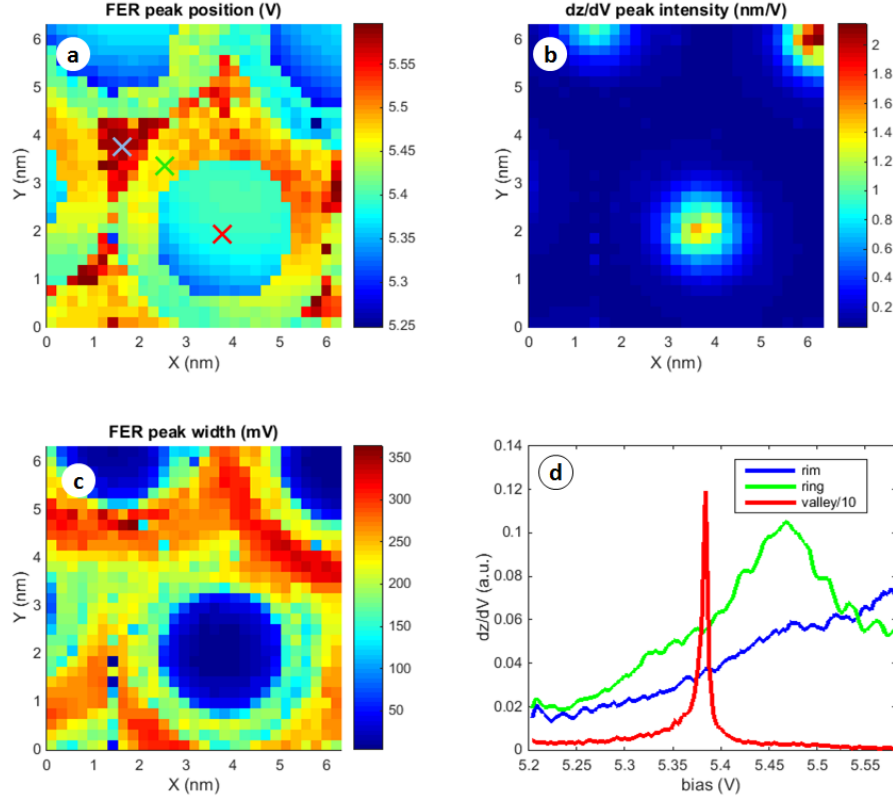 FER peak position (V)
a
6
5
4
3
2
1
0
Y (nm)
0 1 2 3 4 5 6
X (nm)
5.55
5.5
5.45
5.4
5.35
5.3
5.25
dz/dV peak intensity (nm/V)
b
6
5
4
3
2
1
0
Y (nm)
0 1 2 3 4 5 6
X (nm)
2
1.8
1.6
1.4
1.2
1
0.8
0.6
0.4
0.2
FER peak width (mV)
c
6
5
4
3
2
1
0
Y (nm)
0 1 2 3 4 5 6
X (nm)
350
300
250
200
150
100
50
d
rim
ring
valley/10
0.14
0.12
0.1
0.08
0.06
0.04
0.02
0
dz/dV (a.u.)
5.2 5.25 5.3 5.35 5.4 5.45 5.5 5.55
bias (V)